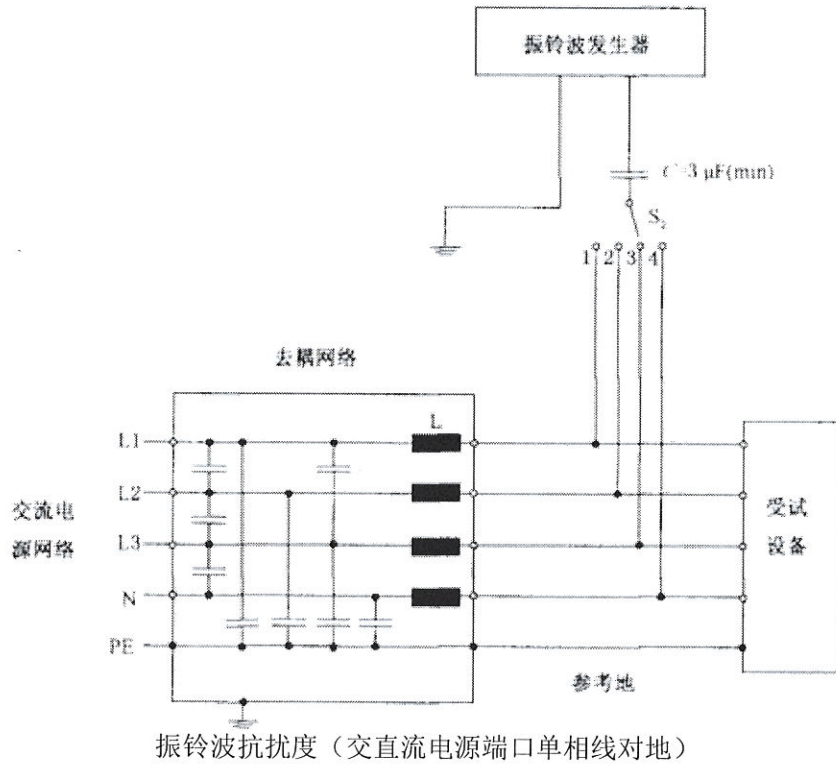 振铃波发生器
C=3 μF(min)
S₂
1 2 3 4
去耦网络
L
L1
L2
L3
N
PE
交流电
源网络
受试
设备
参考地
振铃波抗扰度（交直流电源端口单相线对地）